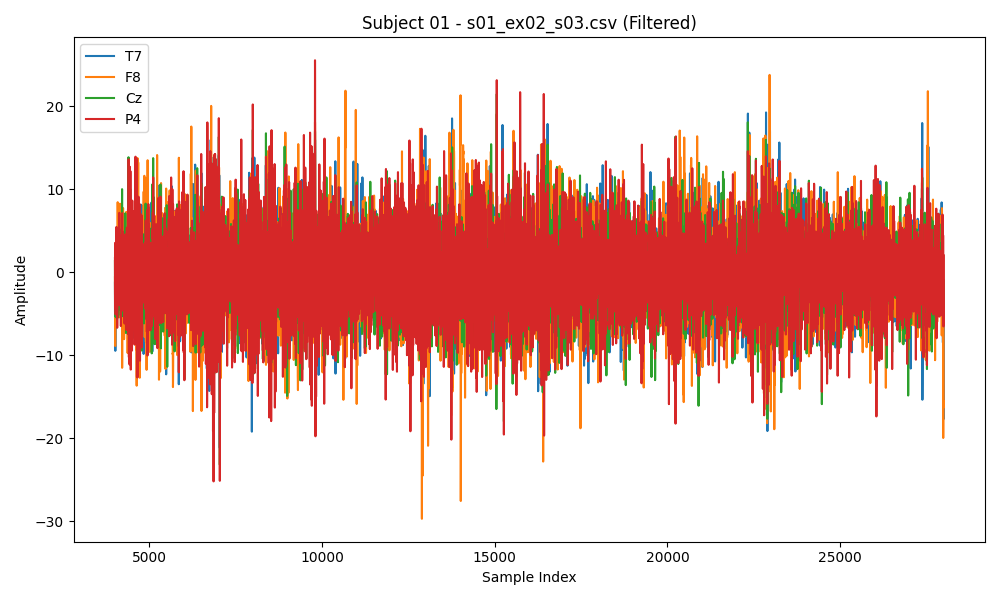 Subject 01 - s01_ex02_s03.csv (Filtered)
T7
F8
Cz
P4
Amplitude
20
10
0
−10
−20
−30
5000 10000 15000 20000 25000
Sample Index